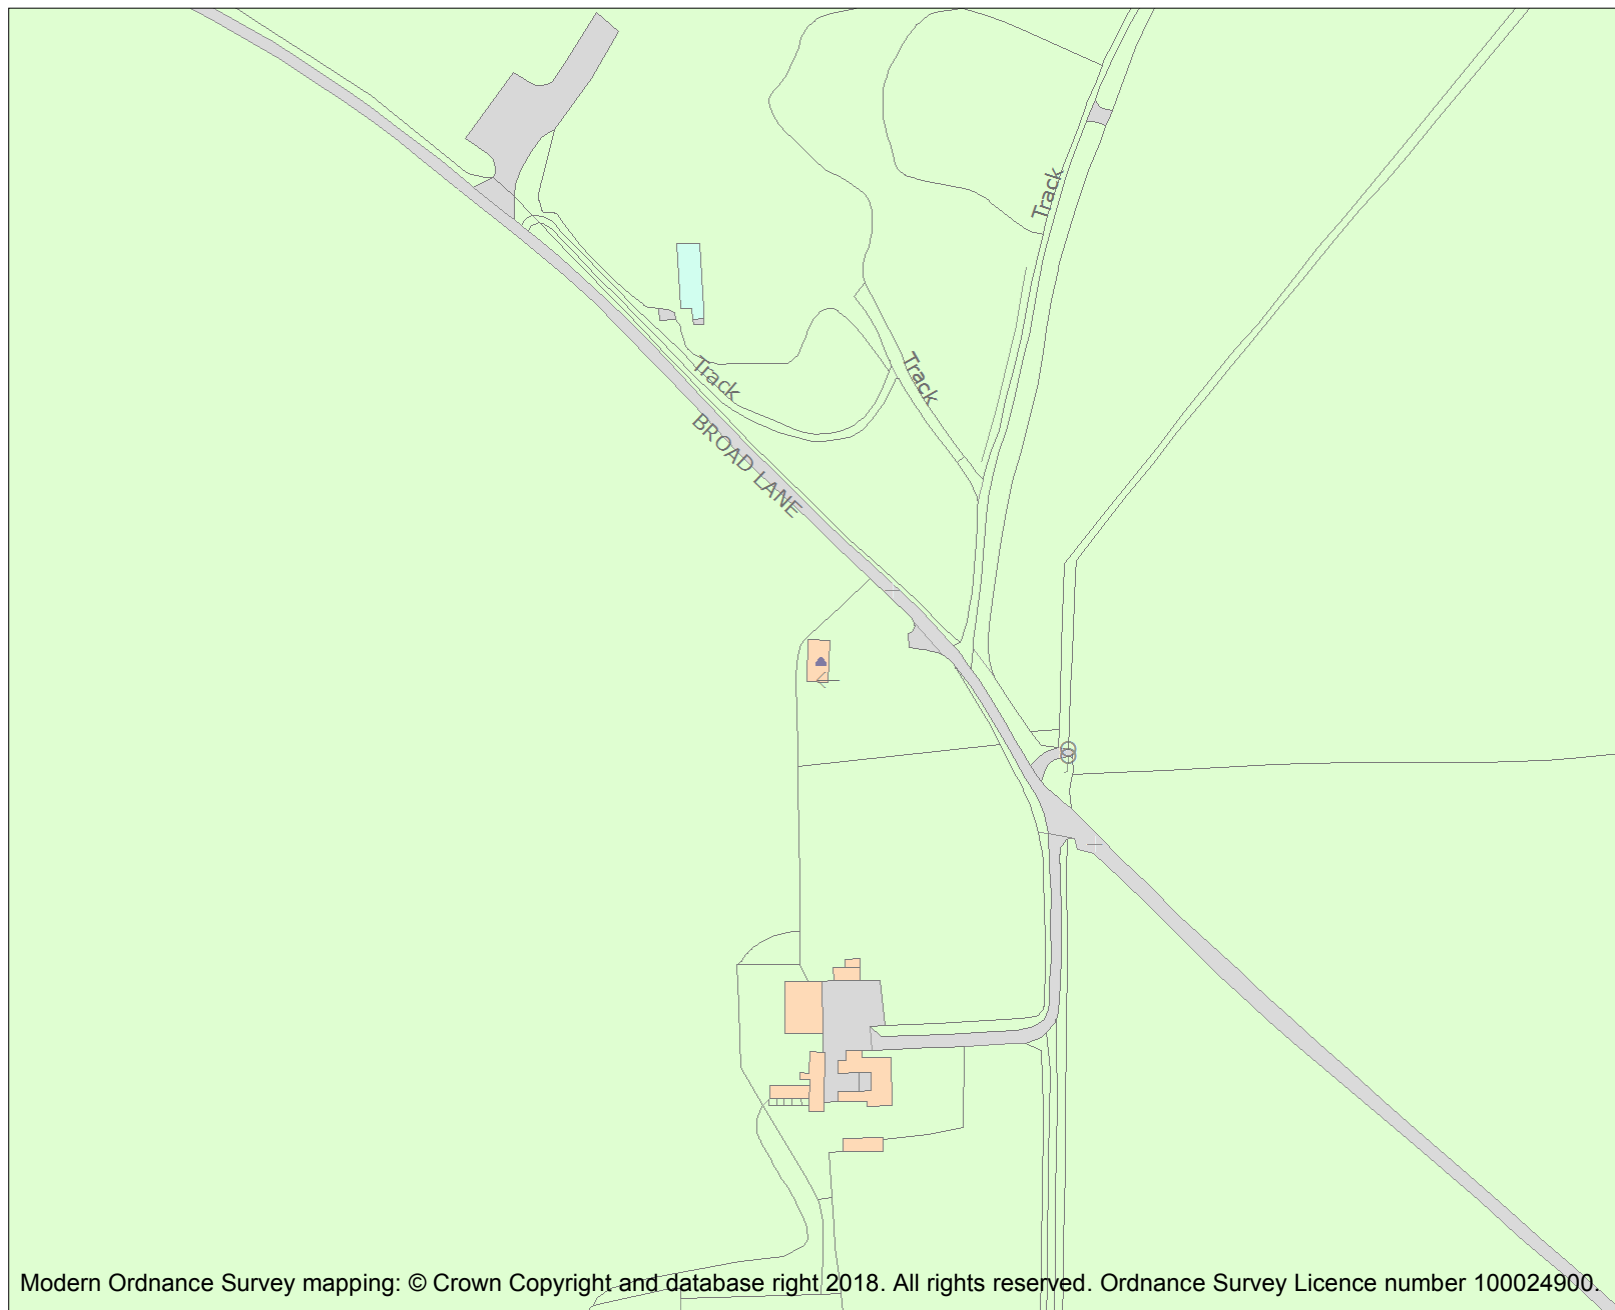 Track
Track
Track
BROAD LANE
Modern Ordnance Survey mapping: © Crown Copyright and database right 2018. All rights reserved. Ordnance Survey Licence number 100024900.